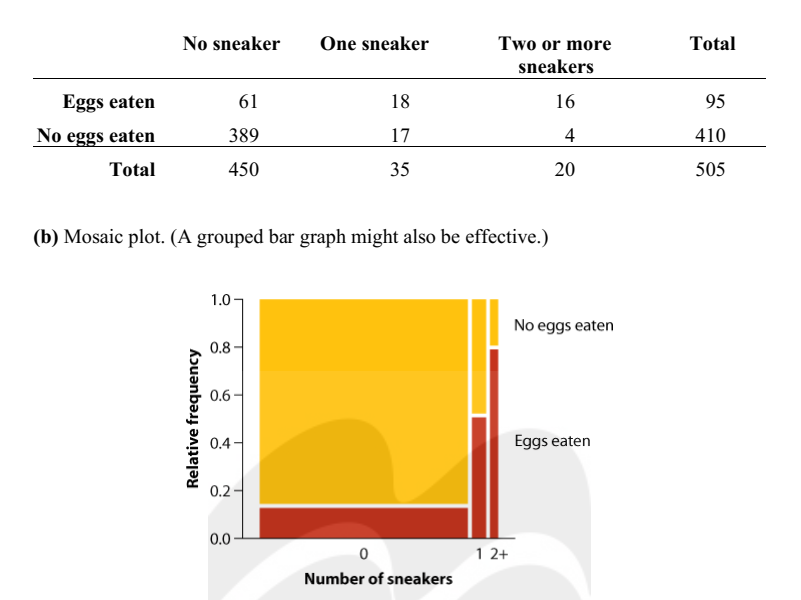 No sneaker One sneaker Two or more sneakers Total
Eggs eaten 61 18 16 95
No eggs eaten 389 17 4 410
Total 450 35 20 505
(b) Mosaic plot. (A grouped bar graph might also be effective.)
1.0
No eggs eaten
0.8
0.6
Relative frequency
0.4
Eggs eaten
0.2
0.0
0 1 2+
Number of sneakers